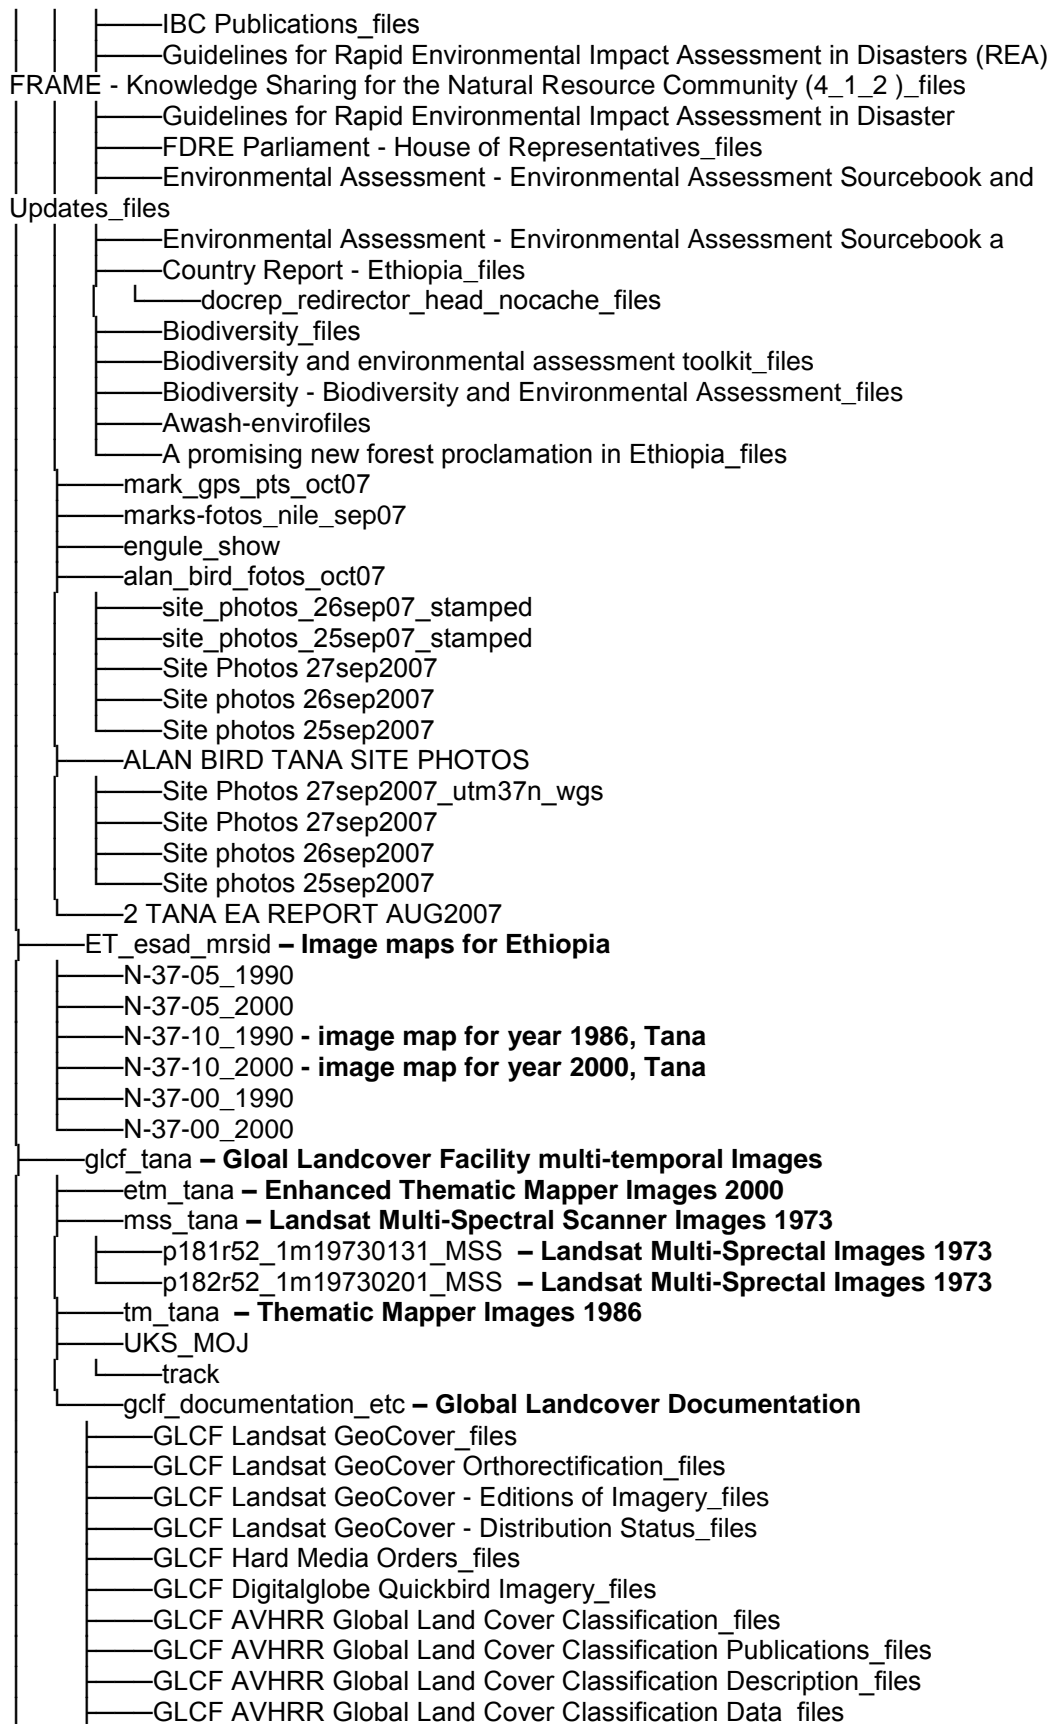 IBC Publications_files
Guidelines for Rapid Environmental Impact Assessment in Disasters (REA)
FRAME - Knowledge Sharing for the Natural Resource Community (4_1_2 )_files
Guidelines for Rapid Environmental Impact Assessment in Disaster
FDRE Parliament - House of Representatives_files
Environmental Assessment - Environmental Assessment Sourcebook and
Updates_files
Environmental Assessment - Environmental Assessment Sourcebook a
Country Report - Ethiopia_files
docrep_redirector_head_nocache_files
Biodiversity_files
Biodiversity and environmental assessment toolkit_files
Biodiversity - Biodiversity and Environmental Assessment_files
Awash-envirofiles
A promising new forest proclamation in Ethiopia_files
mark_gps_pts_oct07
marks-fotos_nile_sep07
engule_show
alan_bird_fotos_oct07
site_photos_26sep07_stamped
site_photos_25sep07_stamped
Site Photos 27sep2007
Site photos 26sep2007
Site photos 25sep2007
ALAN BIRD TANA SITE PHOTOS
Site Photos 27sep2007_utm37n_wgs
Site Photos 27sep2007
Site photos 26sep2007
Site photos 25sep2007
2 TANA EA REPORT AUG2007
ET_esad_mrsid – Image maps for Ethiopia
N-37-05_1990
N-37-05_2000
N-37-10_1990 - image map for year 1986, Tana
N-37-10_2000 - image map for year 2000, Tana
N-37-00_1990
N-37-00_2000
glcf_tana – Gloal Landcover Facility multi-temporal Images
etm_tana – Enhanced Thematic Mapper Images 2000
mss_tana – Landsat Multi-Spectral Scanner Images 1973
p181r52_1m19730131_MSS – Landsat Multi-Sprectal Images 1973
p182r52_1m19730201_MSS – Landsat Multi-Sprectal Images 1973
tm_tana – Thematic Mapper Images 1986
UKS_MOJ
track
gclf_documentation_etc – Global Landcover Documentation
GLCF Landsat GeoCover_files
GLCF Landsat GeoCover Orthorectification_files
GLCF Landsat GeoCover - Editions of Imagery_files
GLCF Landsat GeoCover - Distribution Status_files
GLCF Hard Media Orders_files
GLCF Digitalglobe Quickbird Imagery_files
GLCF AVHRR Global Land Cover Classification_files
GLCF AVHRR Global Land Cover Classification Publications_files
GLCF AVHRR Global Land Cover Classification Description_files
GLCF AVHRR Global Land Cover Classification Data_files